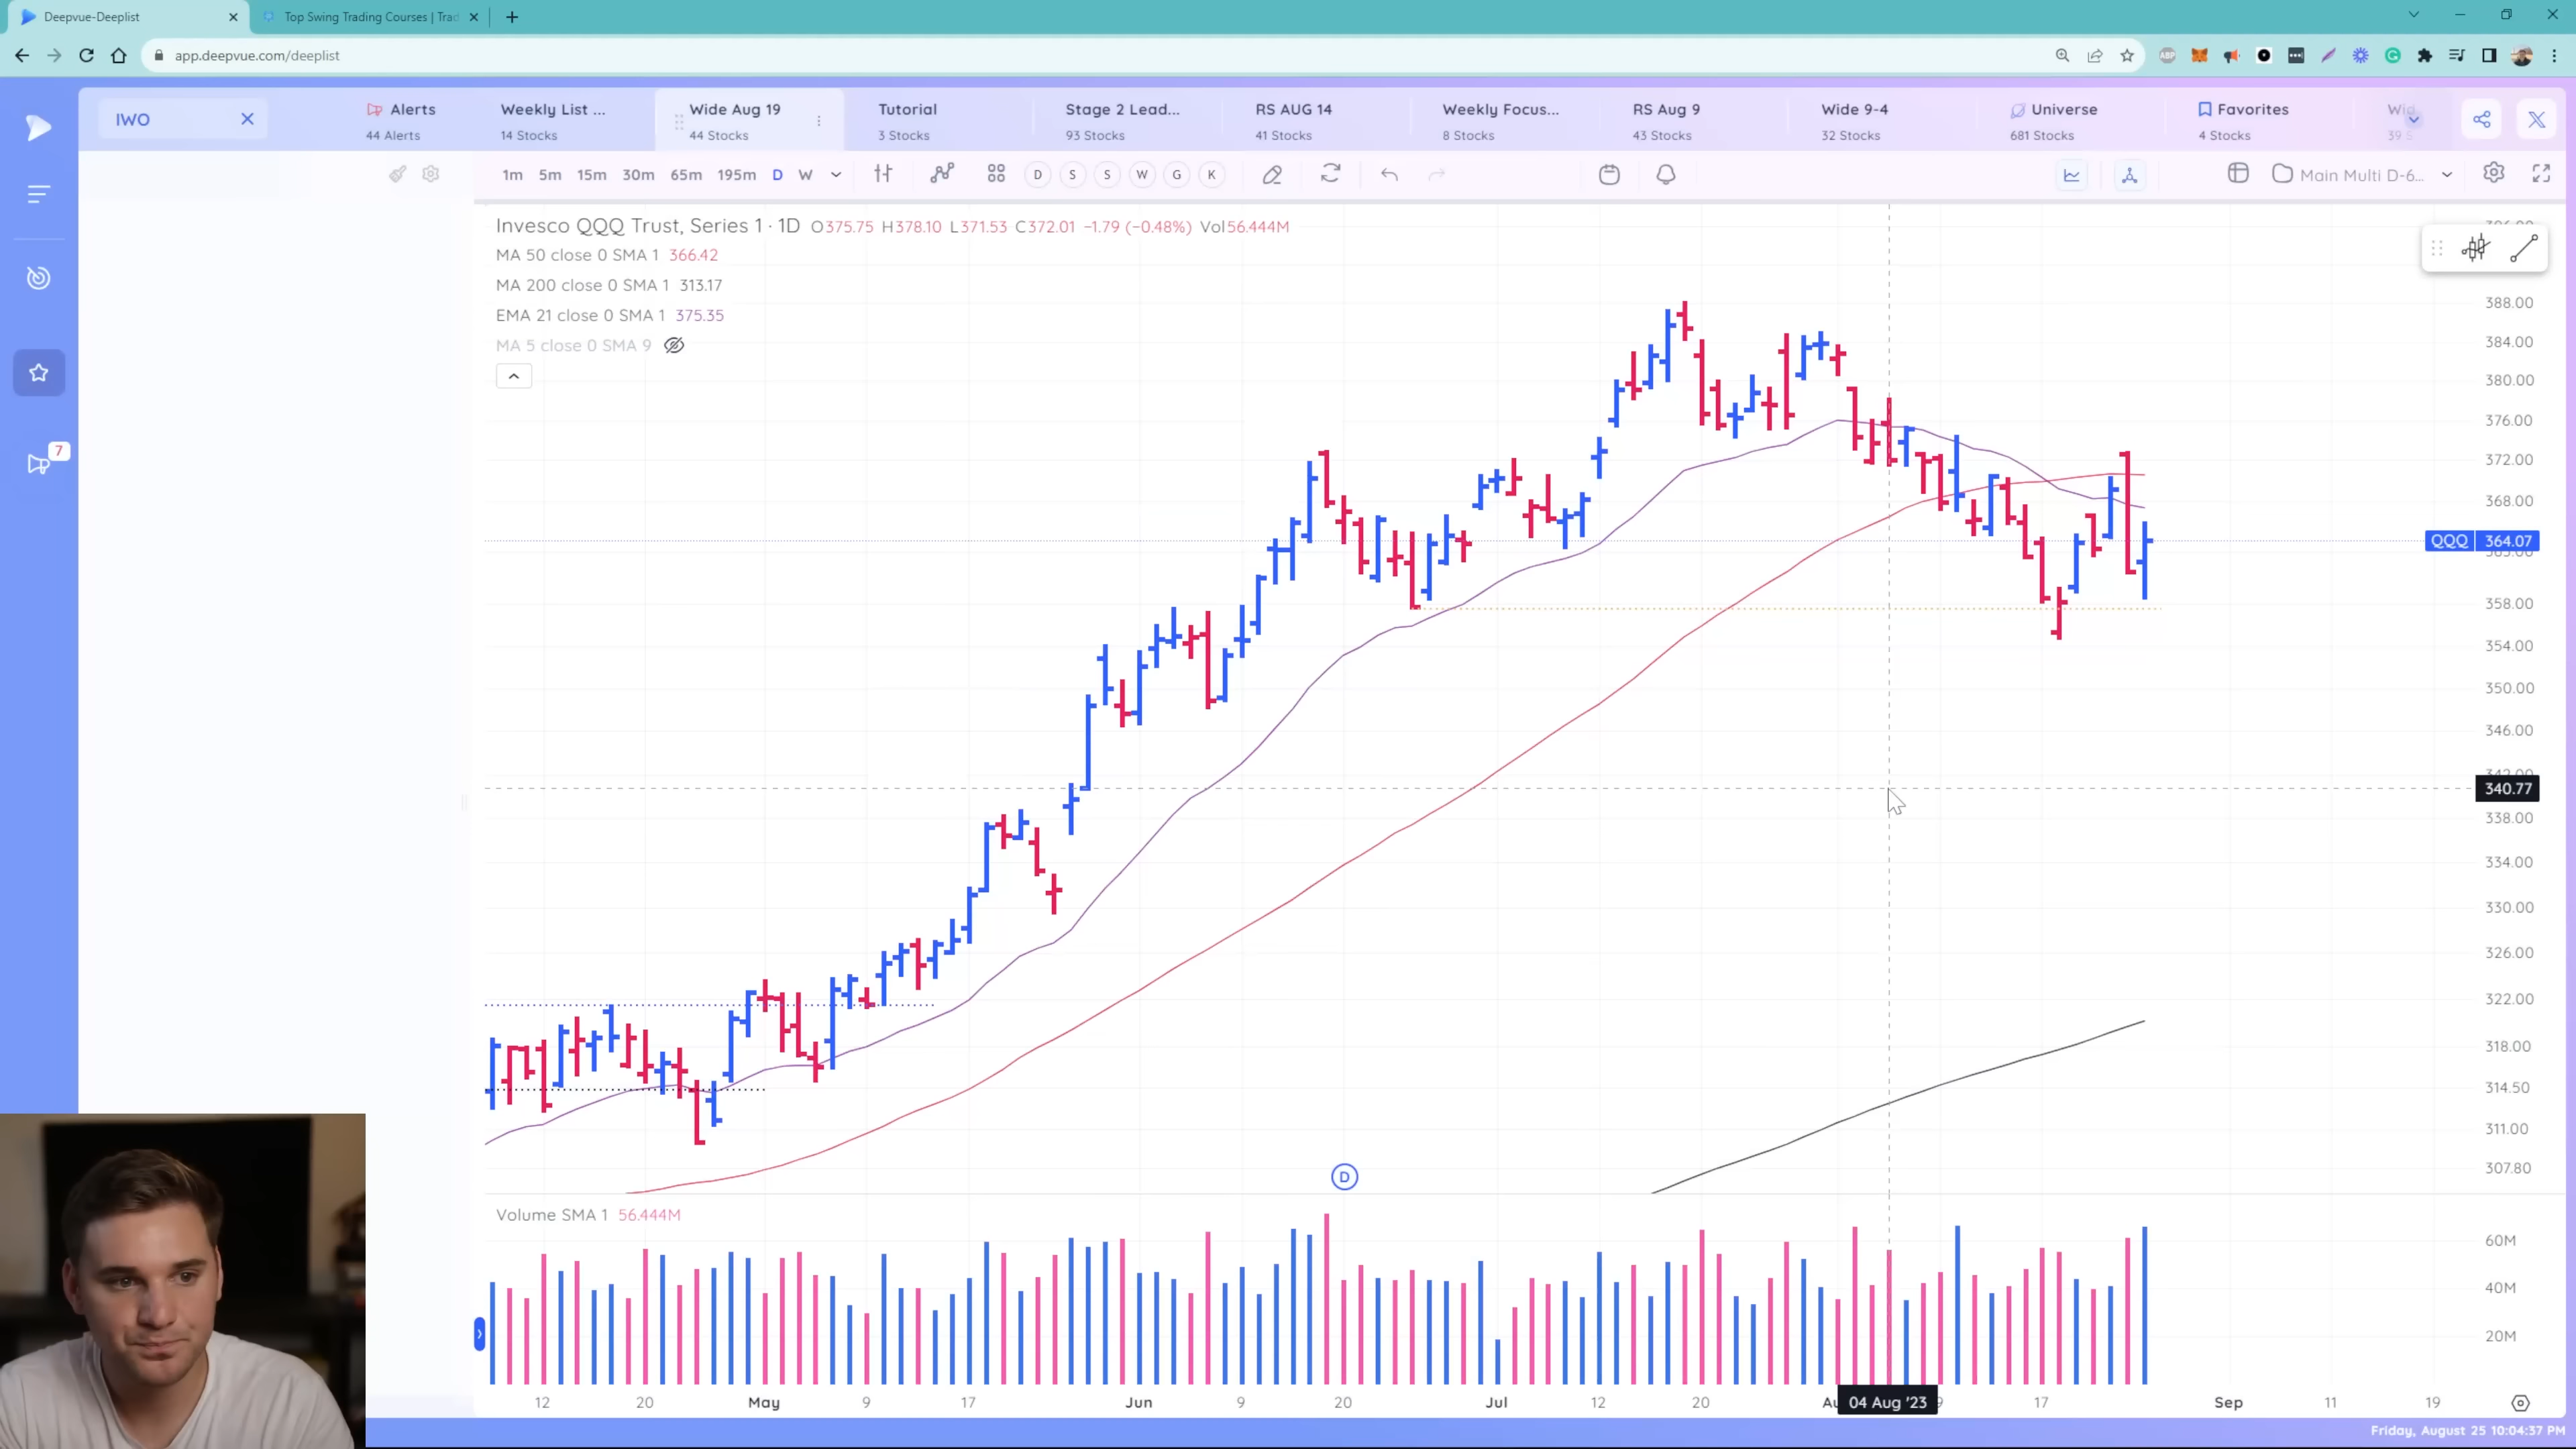 Deepvue-Deeplist
Top Swing Trading Courses | Trad
app.deepvue.com/deeplist
IWO
Alerts
44 Alerts
Weekly List ...
14 Stocks
Wide Aug 19
44 Stocks
Tutorial
3 Stocks
Stage 2 Lead...
93 Stocks
RS AUG 14
41 Stocks
Weekly Focus...
8 Stocks
RS Aug 9
43 Stocks
Wide 9-4
32 Stocks
Universe
681 Stocks
Favorites
4 Stocks
1m 5m 15m 30m 65m 195m D W
D S S W G K
Main Multi D-6...
Invesco QQQ Trust, Series 1 · 1D O375.75 H378.10 L371.53 C372.01 −1.79 (−0.48%) Vol56.444M
MA 50 close 0 SMA 1 366.42
MA 200 close 0 SMA 1 313.17
EMA 21 close 0 SMA 1 375.35
MA 5 close 0 SMA 9
7
388.00
384.00
380.00
376.00
372.00
368.00
QQQ 364.07
358.00
354.00
350.00
346.00
340.77
338.00
334.00
330.00
326.00
322.00
318.00
314.50
311.00
307.80
D
Volume SMA 1 56.444M
60M
40M
20M
12 20 May 9 17 Jun 9 20 Jul 12 20 04 Aug '23 17 Sep 11 19
Friday, August 25 10:04:37 PM